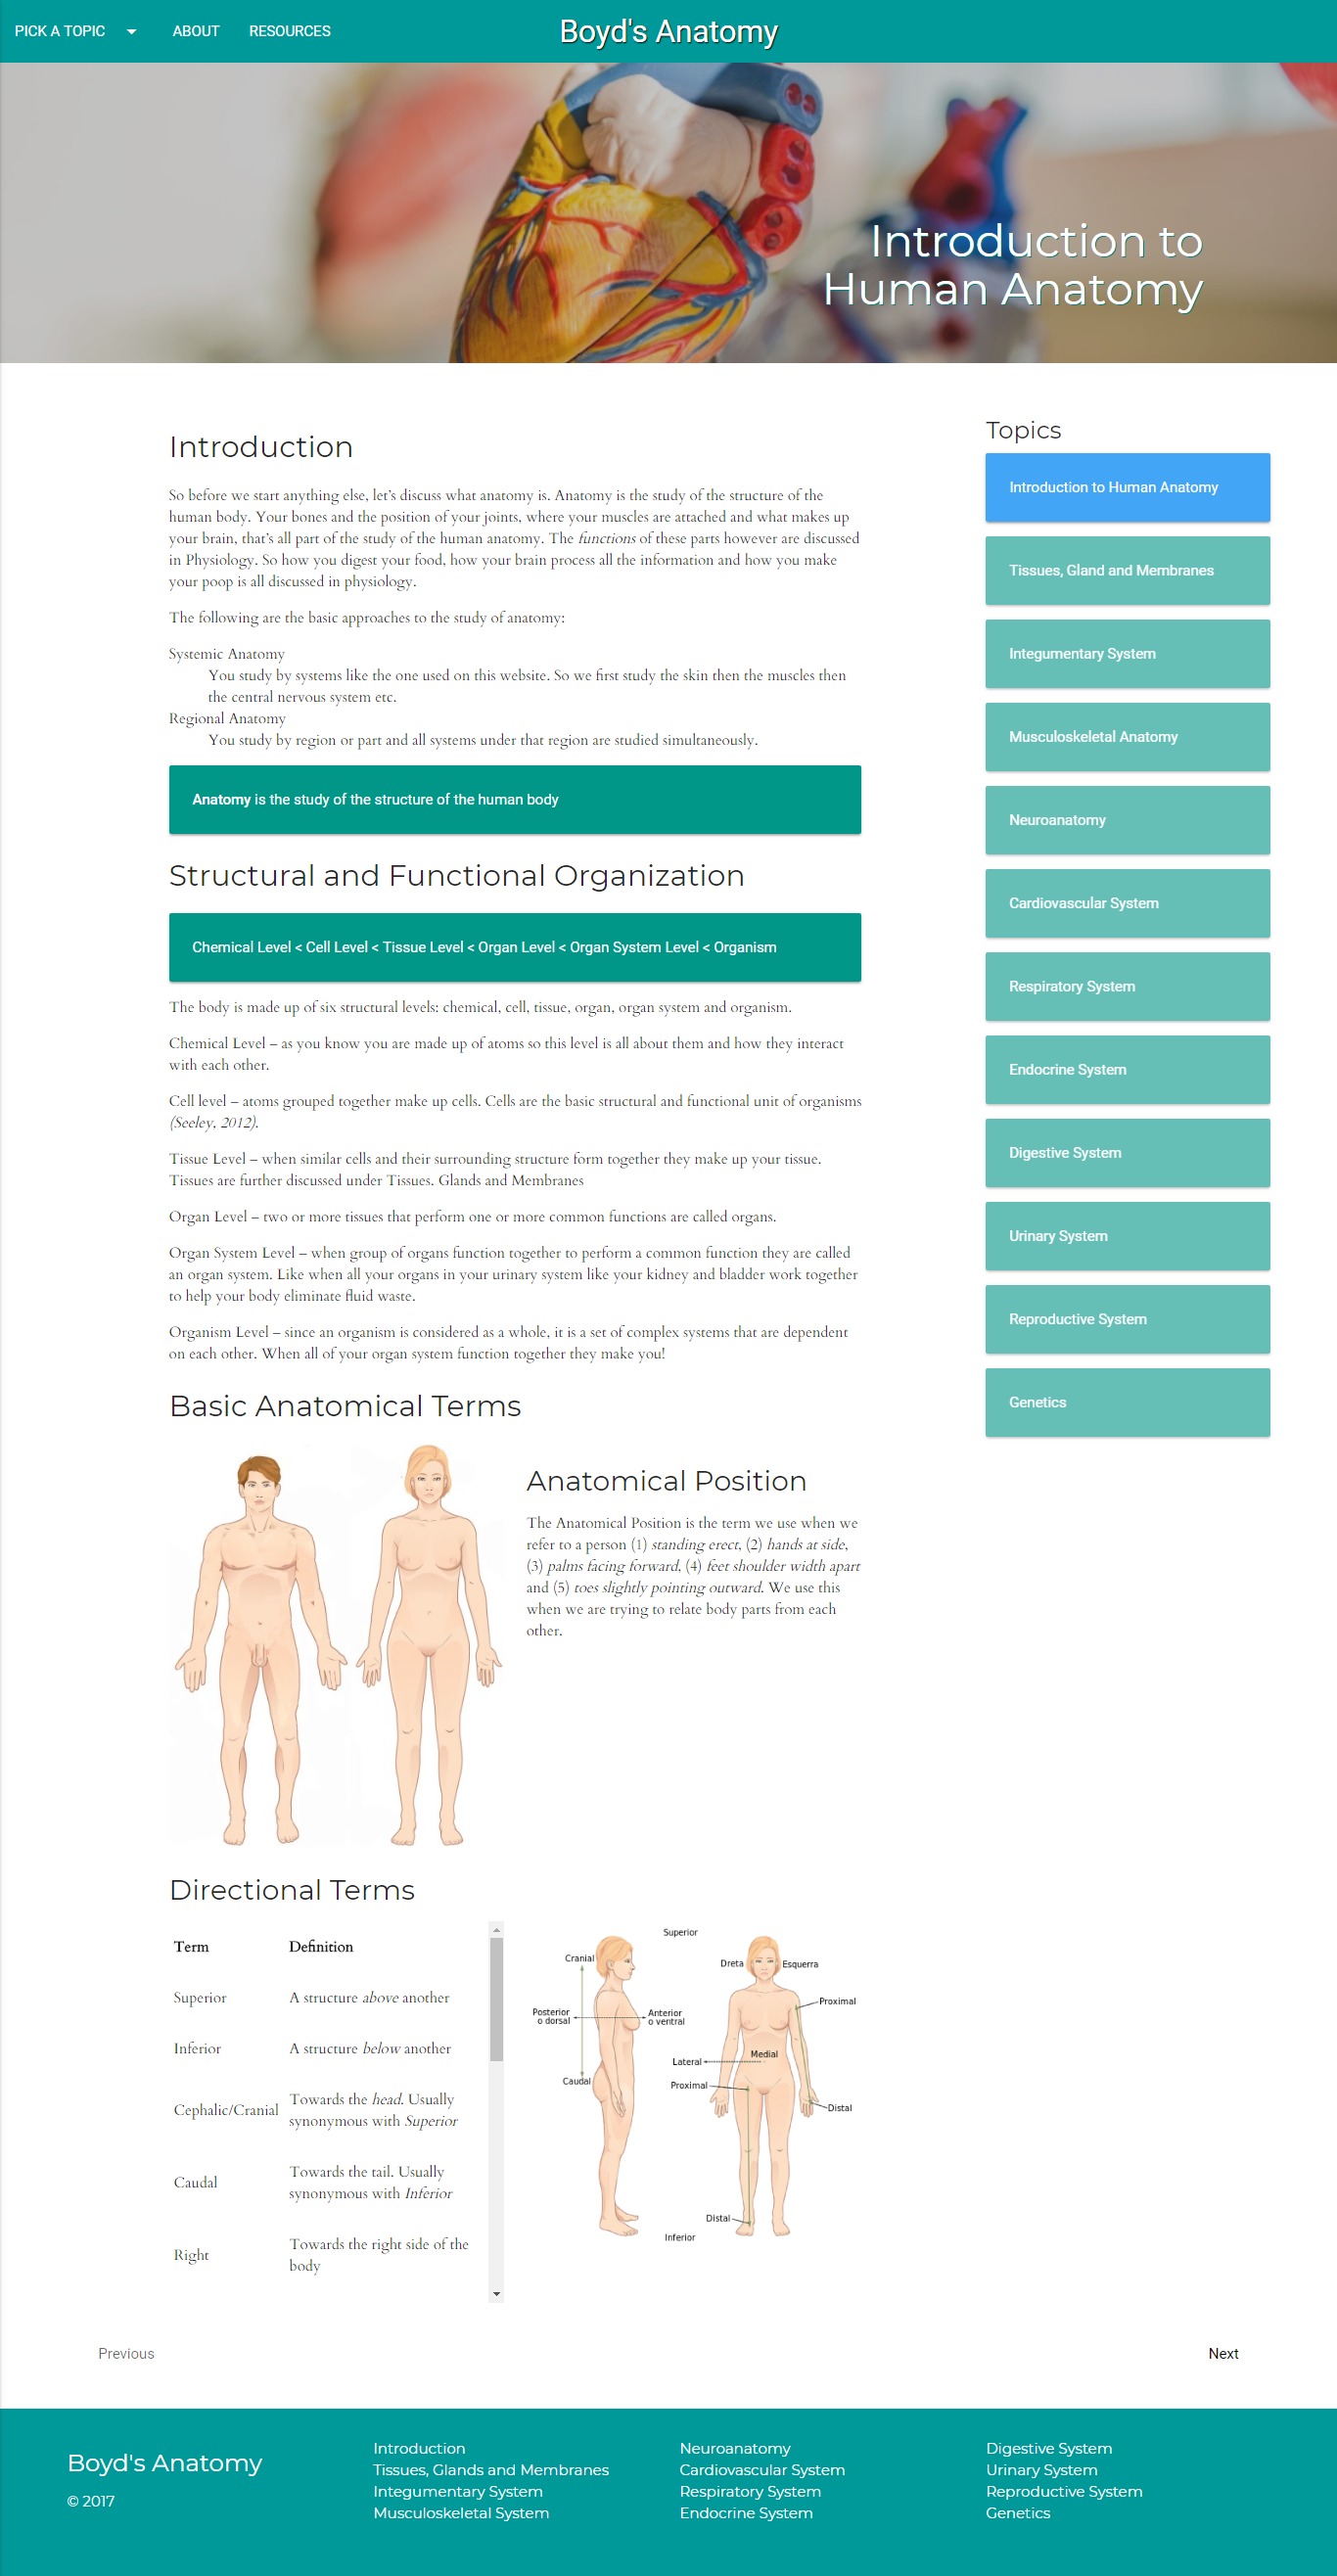 PICK A TOPIC
ABOUT
RESOURCES
Boyd's Anatomy
Introduction to
Human Anatomy
Introduction
So before we start anything else, let's discuss what anatomy is. Anatomy is the study of the structure of the
human body. Your bones and the position of your joints, where your muscles are attached and what makes up
your brain, that's all part of the study of the human anatomy. The functions of these parts however are discussed
in Physiology. So how you digest your food, how your brain process all the information and how you make
your poop is all discussed in physiology.
The following are the basic approaches to the study of anatomy:
Systemic Anatomy
You study by systems like the one used on this website. So we first study the skin then the muscles then
the central nervous system etc.
Regional Anatomy
You study by region or part and all systems under that region are studied simultaneously.
Anatomy is the study of the structure of the human body
Structural and Functional Organization
Chemical Level < Cell Level < Tissue Level < Organ Level < Organ System Level < Organism
The body is made up of six structural levels: chemical, cell, tissue, organ, organ system and organism.
Chemical Level – as you know you are made up of atoms so this level is all about them and how they interact
with each other.
Cell level – atoms grouped together make up cells. Cells are the basic structural and functional unit of organisms
(Seeley, 2012).
Tissue Level – when similar cells and their surrounding structure form together they make up your tissue.
Tissues are further discussed under Tissues. Glands and Membranes
Organ Level – two or more tissues that perform one or more common functions are called organs.
Organ System Level – when group of organs function together to perform a common function they are called
an organ system. Like when all your organs in your urinary system like your kidney and bladder work together
to help your body eliminate fluid waste.
Organism Level – since an organism is considered as a whole, it is a set of complex systems that are dependent
on each other. When all of your organ system function together they make you!
Basic Anatomical Terms
Anatomical Position
The Anatomical Position is the term we use when we
refer to a person (1) standing erect, (2) hands at side,
(3) palms facing forward, (4) feet shoulder width apart
and (5) toes slightly pointing outward. We use this
when we are trying to relate body parts from each
other.
Directional Terms
Term Definition
Superior A structure above another
Inferior A structure below another
Cephalic/Cranial Towards the head. Usually
synonymous with Superior
Caudal Towards the tail. Usually
synonymous with Inferior
Right Towards the right side of the
body
Superior
Cranial
Dreta
Esquerra
Proximal
Posterior
o dorsal
Anterior
o ventral
Medial
Lateral
Caudal
Proximal
Distal
Distal
Inferior
Topics
Introduction to Human Anatomy
Tissues, Gland and Membranes
Integumentary System
Musculoskeletal Anatomy
Neuroanatomy
Cardiovascular System
Respiratory System
Endocrine System
Digestive System
Urinary System
Reproductive System
Genetics
Previous
Next
Boyd's Anatomy
© 2017
Introduction
Tissues, Glands and Membranes
Integumentary System
Musculoskeletal System
Neuroanatomy
Cardiovascular System
Respiratory System
Endocrine System
Digestive System
Urinary System
Reproductive System
Genetics